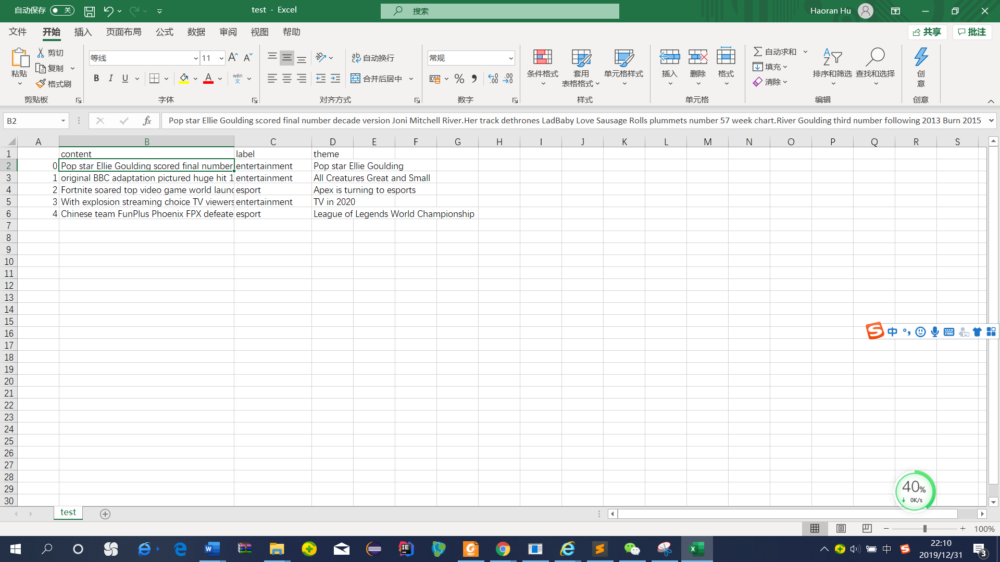 自动保存 关
test - Excel
搜索
Haoran Hu
文件 开始 插入 页面布局 公式 数据 审阅 视图 帮助
共享 批注
粘贴
剪切
复制
格式刷
剪贴板
等线 11
B I U A wén 文
字体
自动换行
合并后居中
对齐方式
常规
% .00 .00
数字
条件格式
套用
表格格式
单元格样式
样式
插入 删除 格式
单元格
自动求和
填充
清除
排序和筛选 查找和选择
编辑
创
意
创意
B2
fx
Pop star Ellie Goulding scored final number decade version Joni Mitchell River.Her track dethrones LadBaby Love Sausage Rolls plummets number 57 week chart.River Goulding third number following 2013 Burn 2015
A B C D E F G H I J K L M N O P Q R S
1 content label theme
2 0 Pop star Ellie Goulding scored final number entertainment Pop star Ellie Goulding
3 1 original BBC adaptation pictured huge hit 1 entertainment All Creatures Great and Small
4 2 Fortnite soared top video game world laun esport Apex is turning to esports
5 3 With explosion streaming choice TV viewers entertainment TV in 2020
6 4 Chinese team FunPlus Phoenix FPX defeate esport League of Legends World Championship
7
8
9
10
11
12
13
14
15
16
17
18
19
20
21
22
23
24
25
26
27
28
29
30
中
40%
0K/s
test
100%
中
22:10
2019/12/31
3